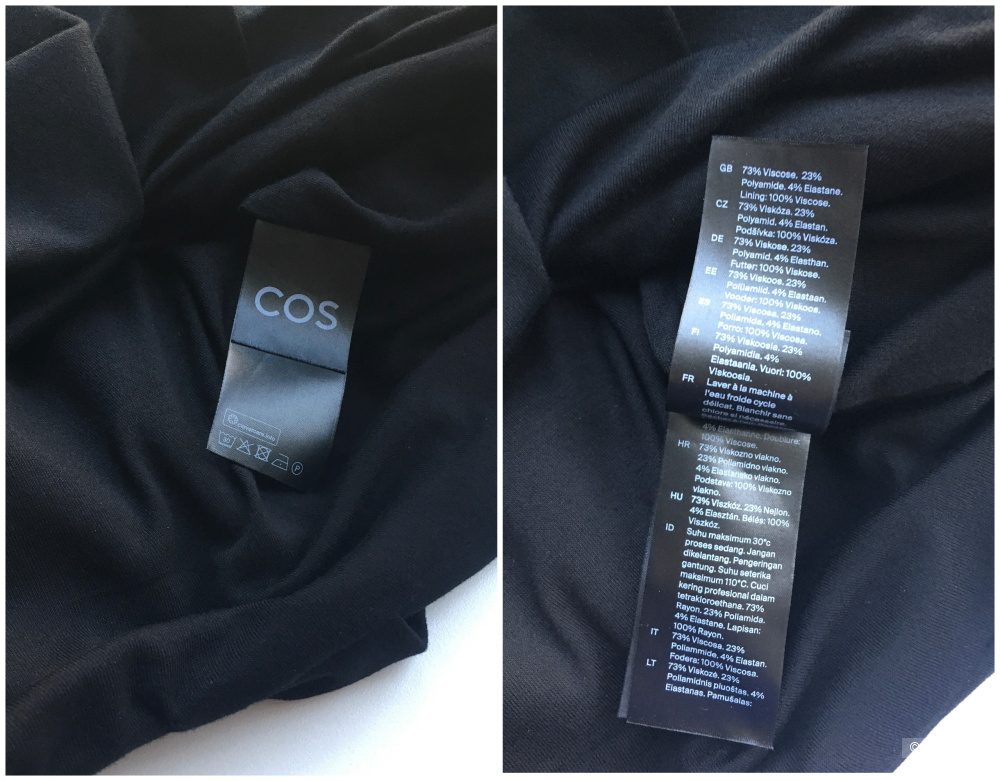 COS
clevercare.info
30
P
GB 73% Viscose. 23%
Polyamide. 4% Elastane.
Lining: 100% Viscose.
CZ 73% Viskóza. 23%
Polyamid. 4% Elastan.
Podšívka: 100% Viskóza.
DE 73% Viskose. 23%
Polyamid. 4% Elasthan.
Futter: 100% Viskose.
EE 73% Viskoos. 23%
Polüamiid. 4% Elastaan.
Vooder: 100% Viskoos.
ES 73% Viscosa. 23%
Poliamida. 4% Elastano.
Forro: 100% Viscosa.
FI 73% Viskoosia. 23%
Polyamidia. 4%
Elastaania. Vuori: 100%
Viskoosia.
FR Laver à la machine à
l'eau froide cycle
délicat. Blanchir sans
chlore si nécessaire.
4% Elasthanne. Doublure:
100% Viscose.
HR 73% Viskozno vlakno.
23% Poliamidno vlakno.
4% Elastansko vlakno.
Podstava: 100% Viskozno
vlakno.
HU 73% Viszkóz. 23% Nejlon.
4% Elasztán. Bélés: 100%
Viszkóz.
ID Suhu maksimum 30°c
proses sedang. Jangan
dikelantang. Pengeringan
gantung. Suhu seterika
maksimum 110°C. Cuci
kering profesional dalam
tetrakloroethana. 73%
Rayon. 23% Poliamida.
4% Elastane. Lapisan:
100% Rayon.
IT 73% Viscosa. 23%
Poliammide. 4% Elastan.
Fodera: 100% Viscosa.
LT 73% Viskozė. 23%
Poliamidnis pluoštas. 4%
Elastanas. Pamušalas:
©